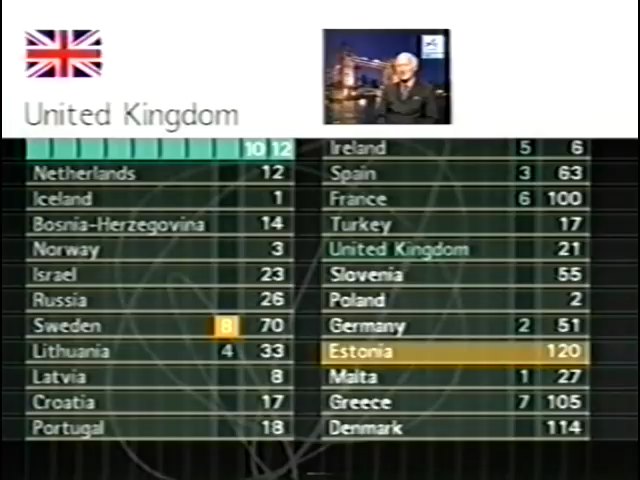 United Kingdom
10 12
Netherlands 12
Iceland 1
Bosnia-Herzegovina 14
Norway 3
Israel 23
Russia 26
Sweden 8 70
Lithuania 4 33
Latvia 8
Croatia 17
Portugal 18
Ireland 5 6
Spain 3 63
France 6 100
Turkey 17
United Kingdom 21
Slovenia 55
Poland 2
Germany 2 51
Estonia 120
Malta 1 27
Greece 7 105
Denmark 114